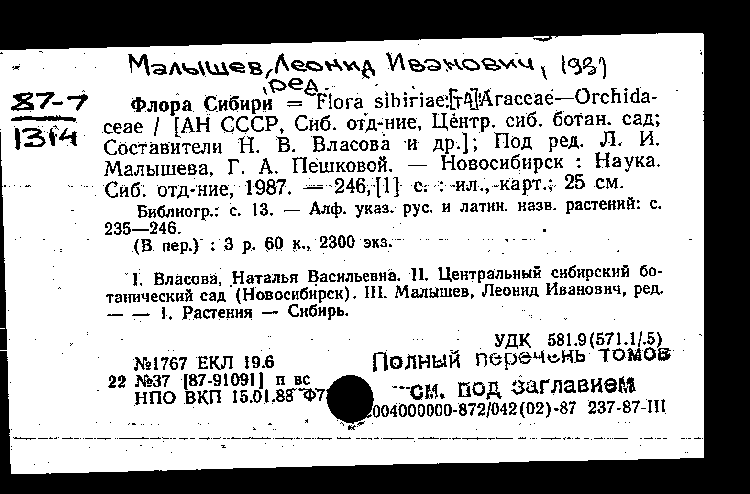 Малышев, Леонид Иванович, 1931
ред.
87-7
1314
Флора Сибири = Flora sibiriae: [т.4] Araceae—Orchida-
ceae / [АН СССР, Сиб. отд-ние, Центр. сиб. ботан. сад;
Составители Н. В. Власова и др.]; Под ред. Л. И.
Малышева, Г. А. Пешковой. — Новосибирск : Наука.
Сиб. отд-ние, 1987. — 246, [1] с. : ил., карт.; 25 см.
Библиогр.: с. 13. — Алф. указ. рус. и латин. назв. растений: с.
235—246.
(В пер.) : 3 р. 60 к., 2300 экз.
I. Власова, Наталья Васильевна. II. Центральный сибирский бо-
танический сад (Новосибирск). III. Малышев, Леонид Иванович, ред.
— — 1. Растения — Сибирь.
УДК 581.9(571.1/.5)
№1767 ЕКЛ 19.6
Полный перечень томов
22 №37 [87-91091] п вс
см. под заглавием
НПО ВКП 15.01.88 Ф7
004000000-872/042(02)-87 237-87-III